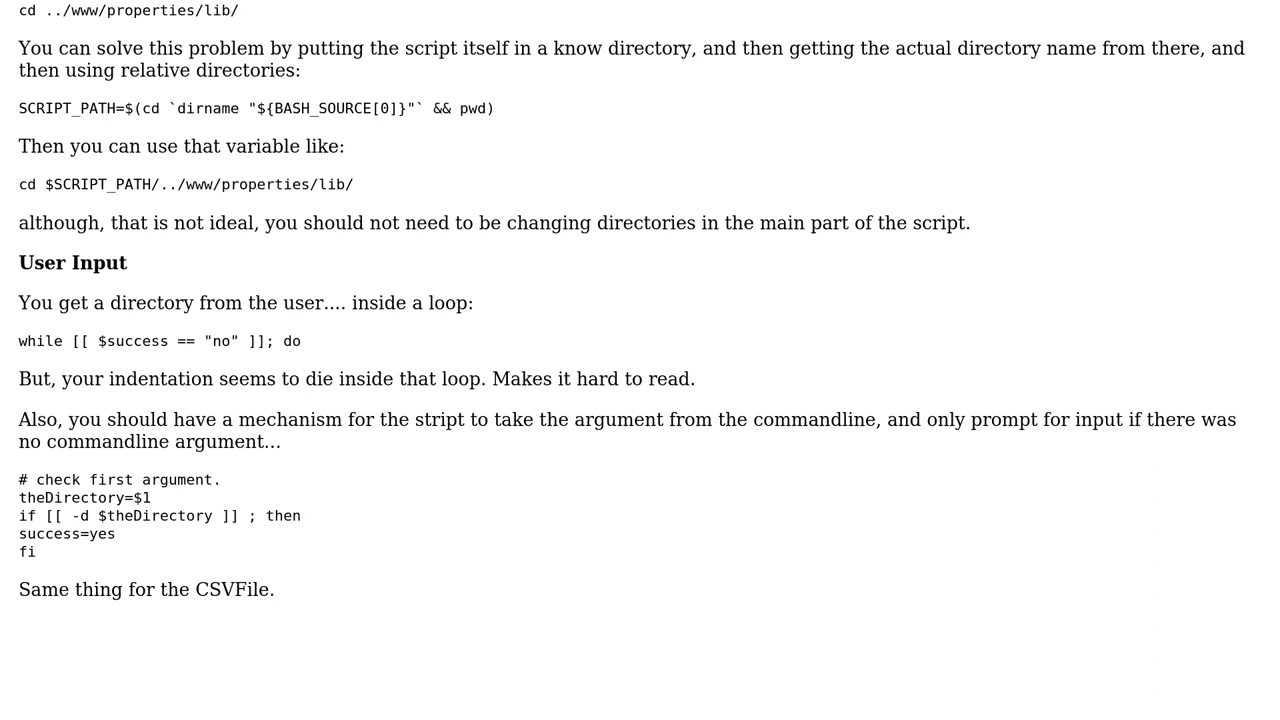 cd ../www/properties/lib/
You can solve this problem by putting the script itself in a know directory, and then getting the actual directory name from there, and
then using relative directories:
SCRIPT_PATH=$(cd `dirname "${BASH_SOURCE[0]}"` && pwd)
Then you can use that variable like:
cd $SCRIPT_PATH/../www/properties/lib/
although, that is not ideal, you should not need to be changing directories in the main part of the script.
User Input
You get a directory from the user.... inside a loop:
while [[ $success == "no" ]]; do
But, your indentation seems to die inside that loop. Makes it hard to read.
Also, you should have a mechanism for the stript to take the argument from the commandline, and only prompt for input if there was
no commandline argument...
# check first argument.
theDirectory=$1
if [[ -d $theDirectory ]] ; then
success=yes
fi
Same thing for the CSVFile.